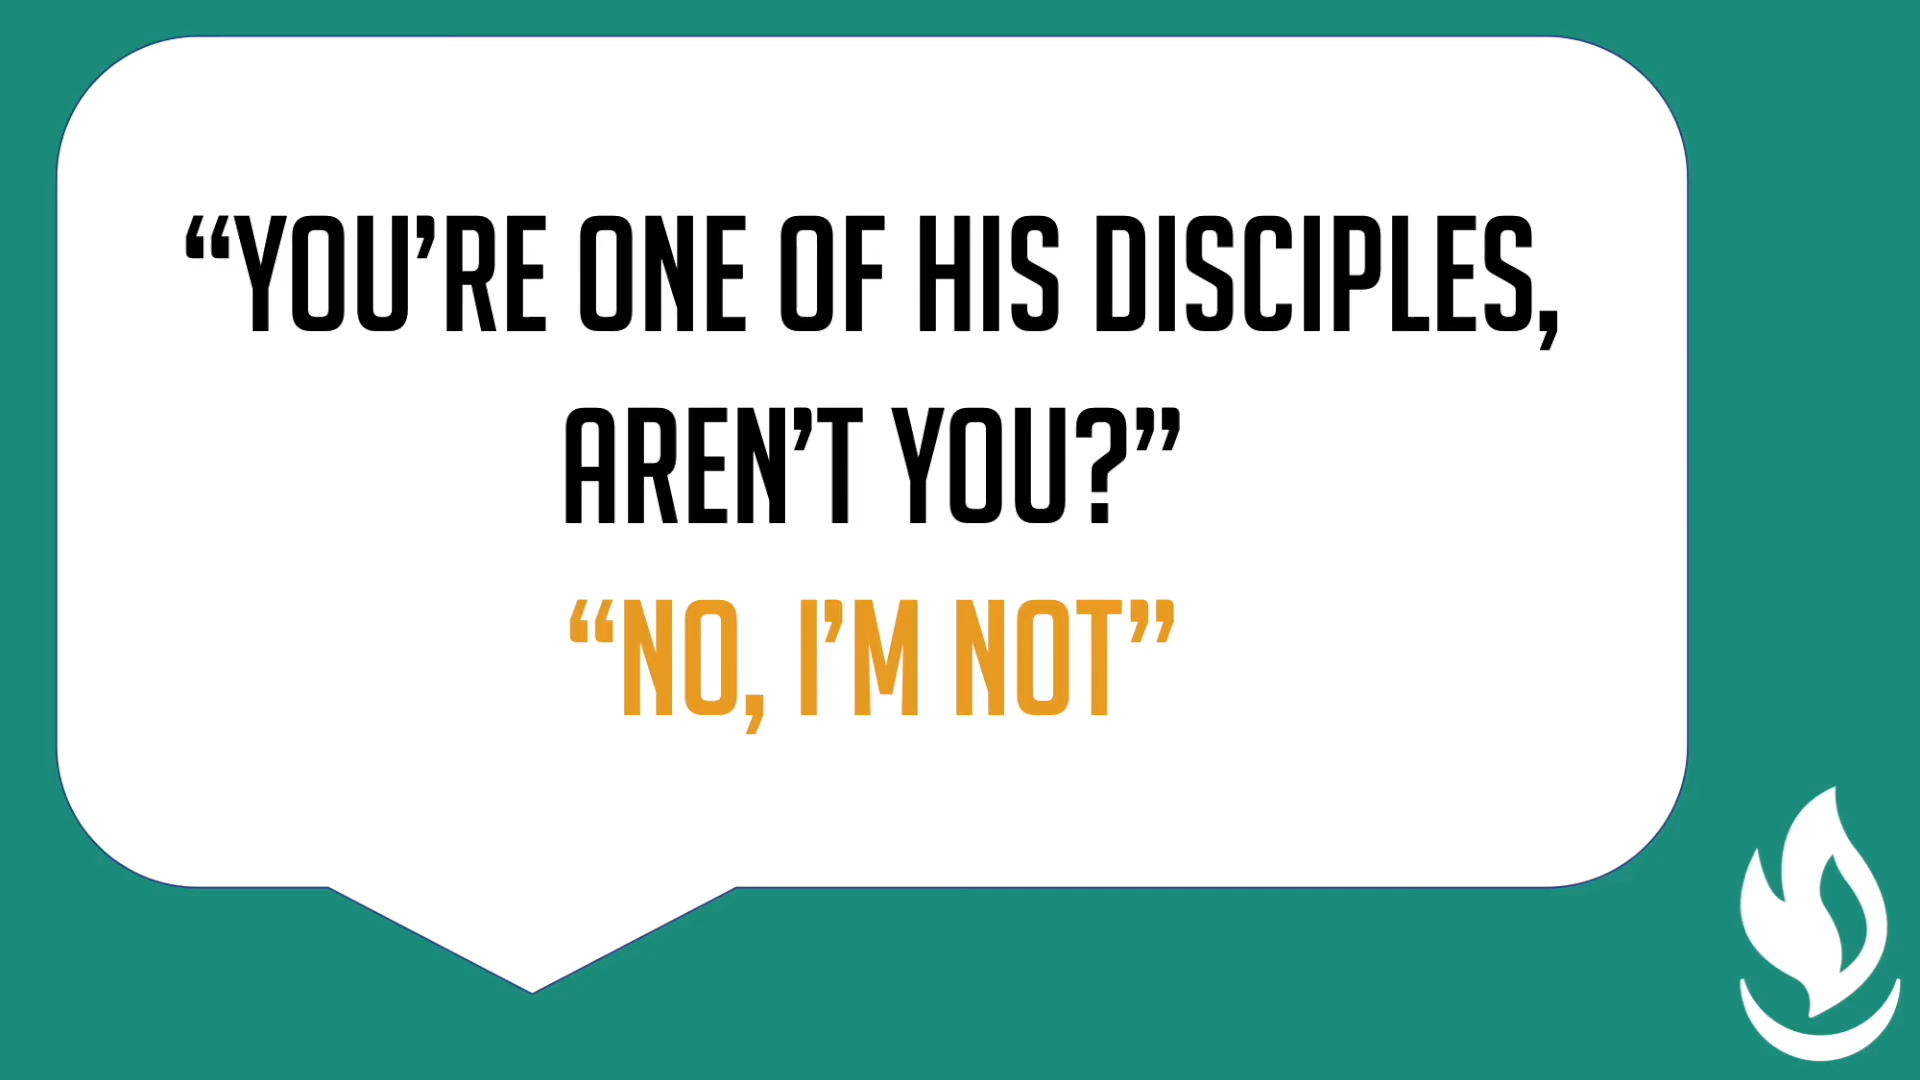 “YOU’RE ONE OF HIS DISCIPLES,
AREN’T YOU?”
“NO, I’M NOT”